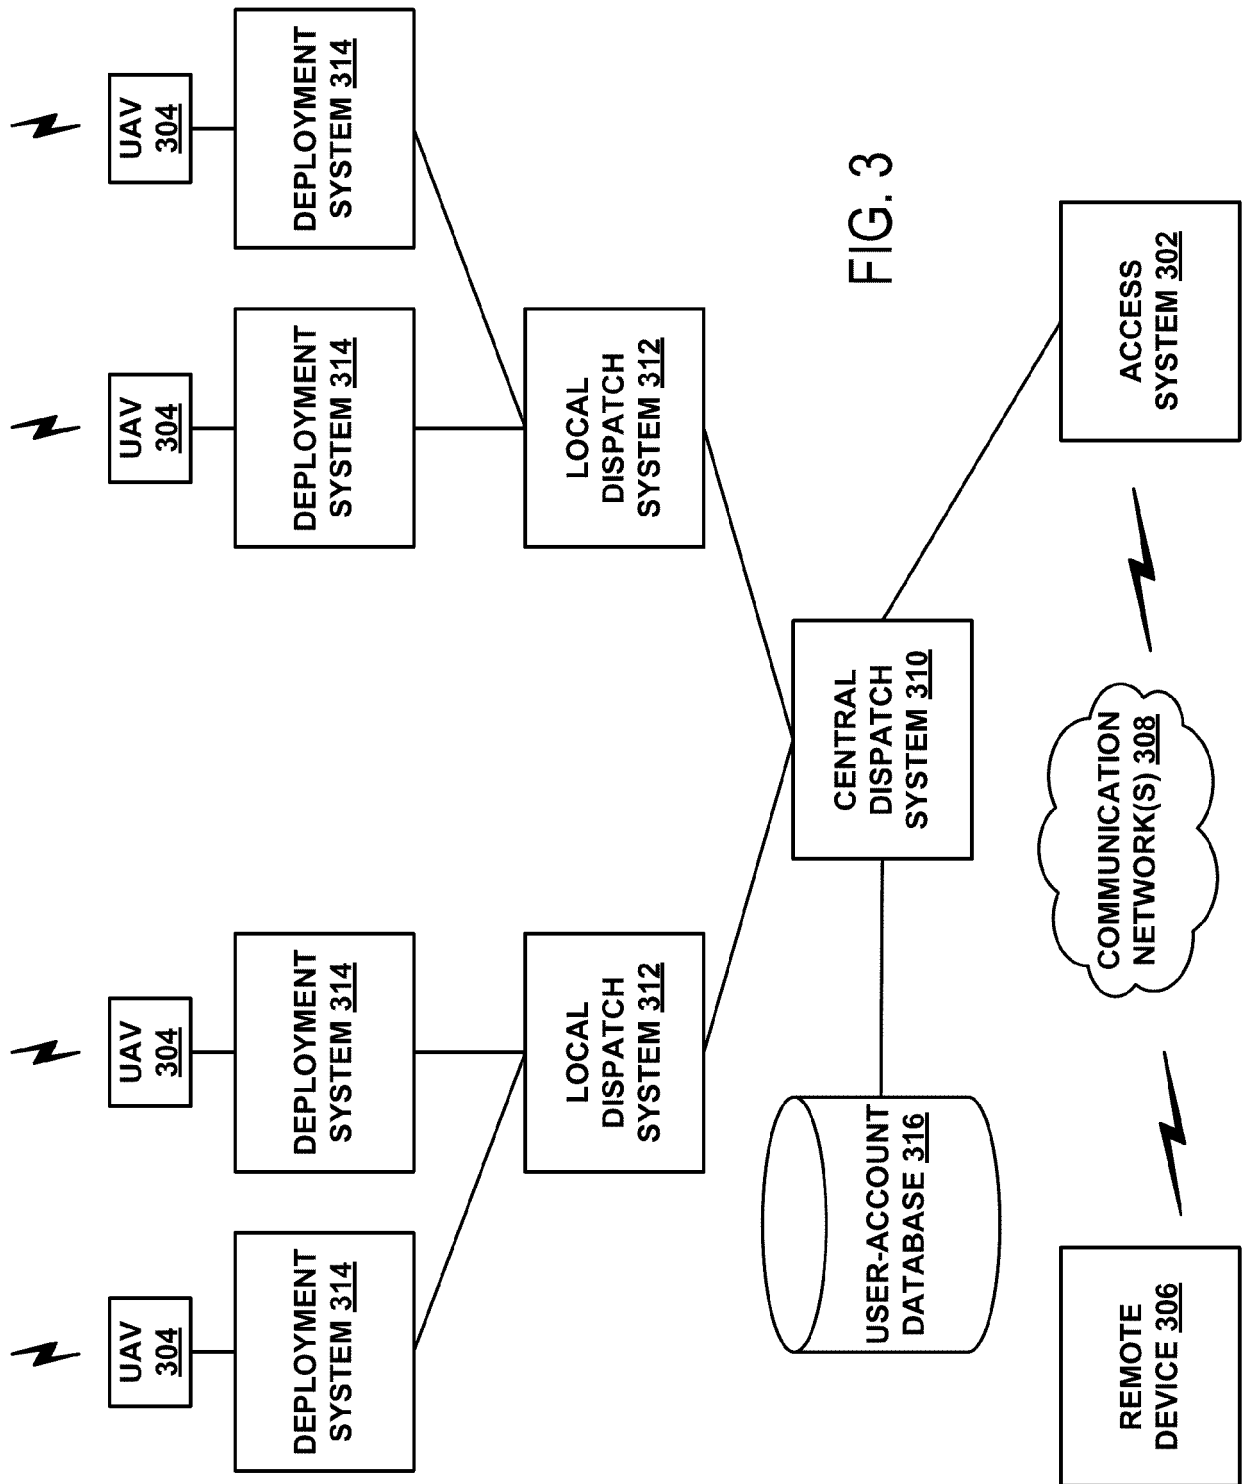 UAV
304
UAV
304
UAV
304
UAV
304
DEPLOYMENT
SYSTEM 314
DEPLOYMENT
SYSTEM 314
DEPLOYMENT
SYSTEM 314
DEPLOYMENT
SYSTEM 314
LOCAL
DISPATCH
SYSTEM 312
LOCAL
DISPATCH
SYSTEM 312
USER-ACCOUNT
DATABASE 316
CENTRAL
DISPATCH
SYSTEM 310
FIG. 3
REMOTE
DEVICE 306
COMMUNICATION
NETWORK(S) 308
ACCESS
SYSTEM 302